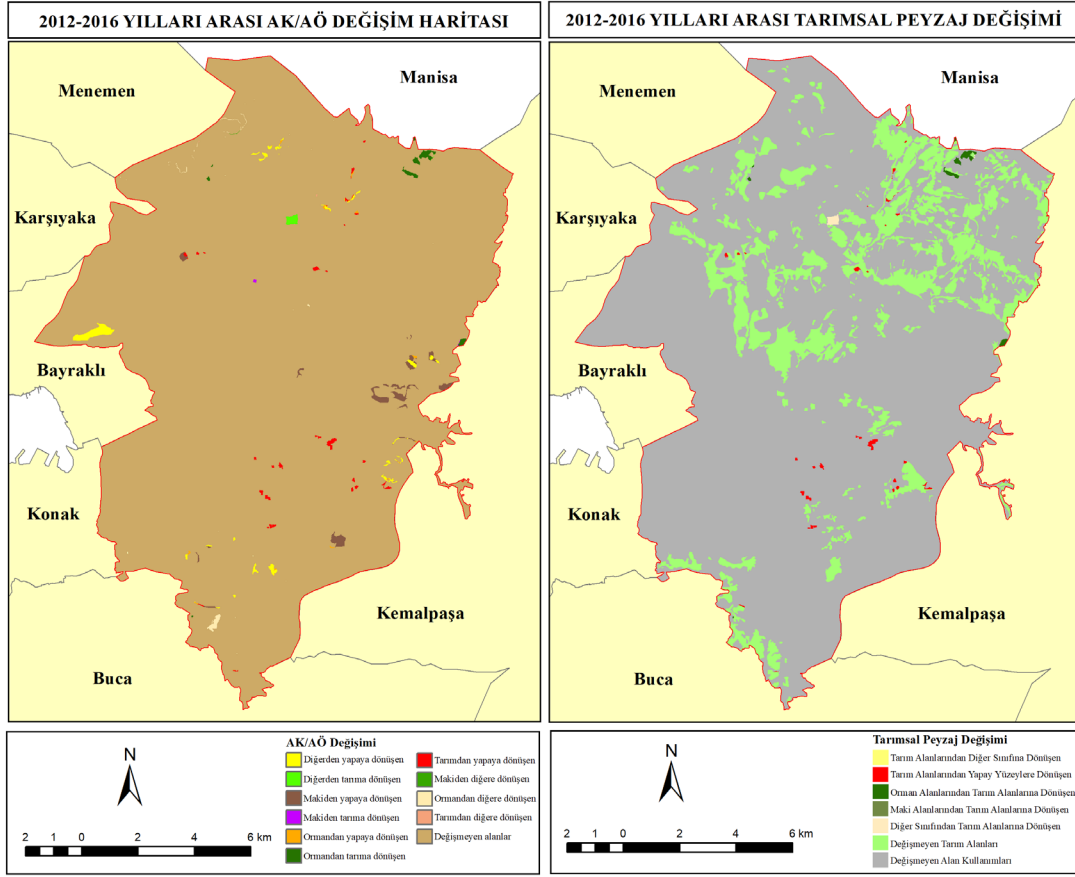 2012-2016 YILLARI ARASI AK/AÖ DEĞİŞİM HARİTASI
Menemen
Manisa
Karşıyaka
Bayraklı
Konak
Kemalpaşa
Buca
N
2 1 0 2 4 6 km
AK/AÖ Değişimi
Diğerden yapaya dönüşen
Diğerden tarıma dönüşen
Makiden yapaya dönüşen
Makiden tarıma dönüşen
Ormandan yapaya dönüşen
Ormandan tarıma dönüşen
Tarımdan yapaya dönüşen
Makiden diğere dönüşen
Ormandan diğere dönüşen
Tarımdan diğere dönüşen
Değişmeyen alanlar
2012-2016 YILLARI ARASI TARIMSAL PEYZAJ DEĞİŞİMİ
Menemen
Manisa
Karşıyaka
Bayraklı
Konak
Kemalpaşa
Buca
N
2 1 0 2 4 6 km
Tarımsal Peyzaj Değişimi
Tarım Alanlarından Diğer Sınıfına Dönüşen
Tarım Alanlarından Yapay Yüzeylere Dönüşen
Orman Alanlarından Tarım Alanlarına Dönüşen
Maki Alanlarından Tarım Alanlarına Dönüşen
Diğer Sınıfından Tarım Alanlarına Dönüşen
Değişmeyen Tarım Alanları
Değişmeyen Alan Kullanımları